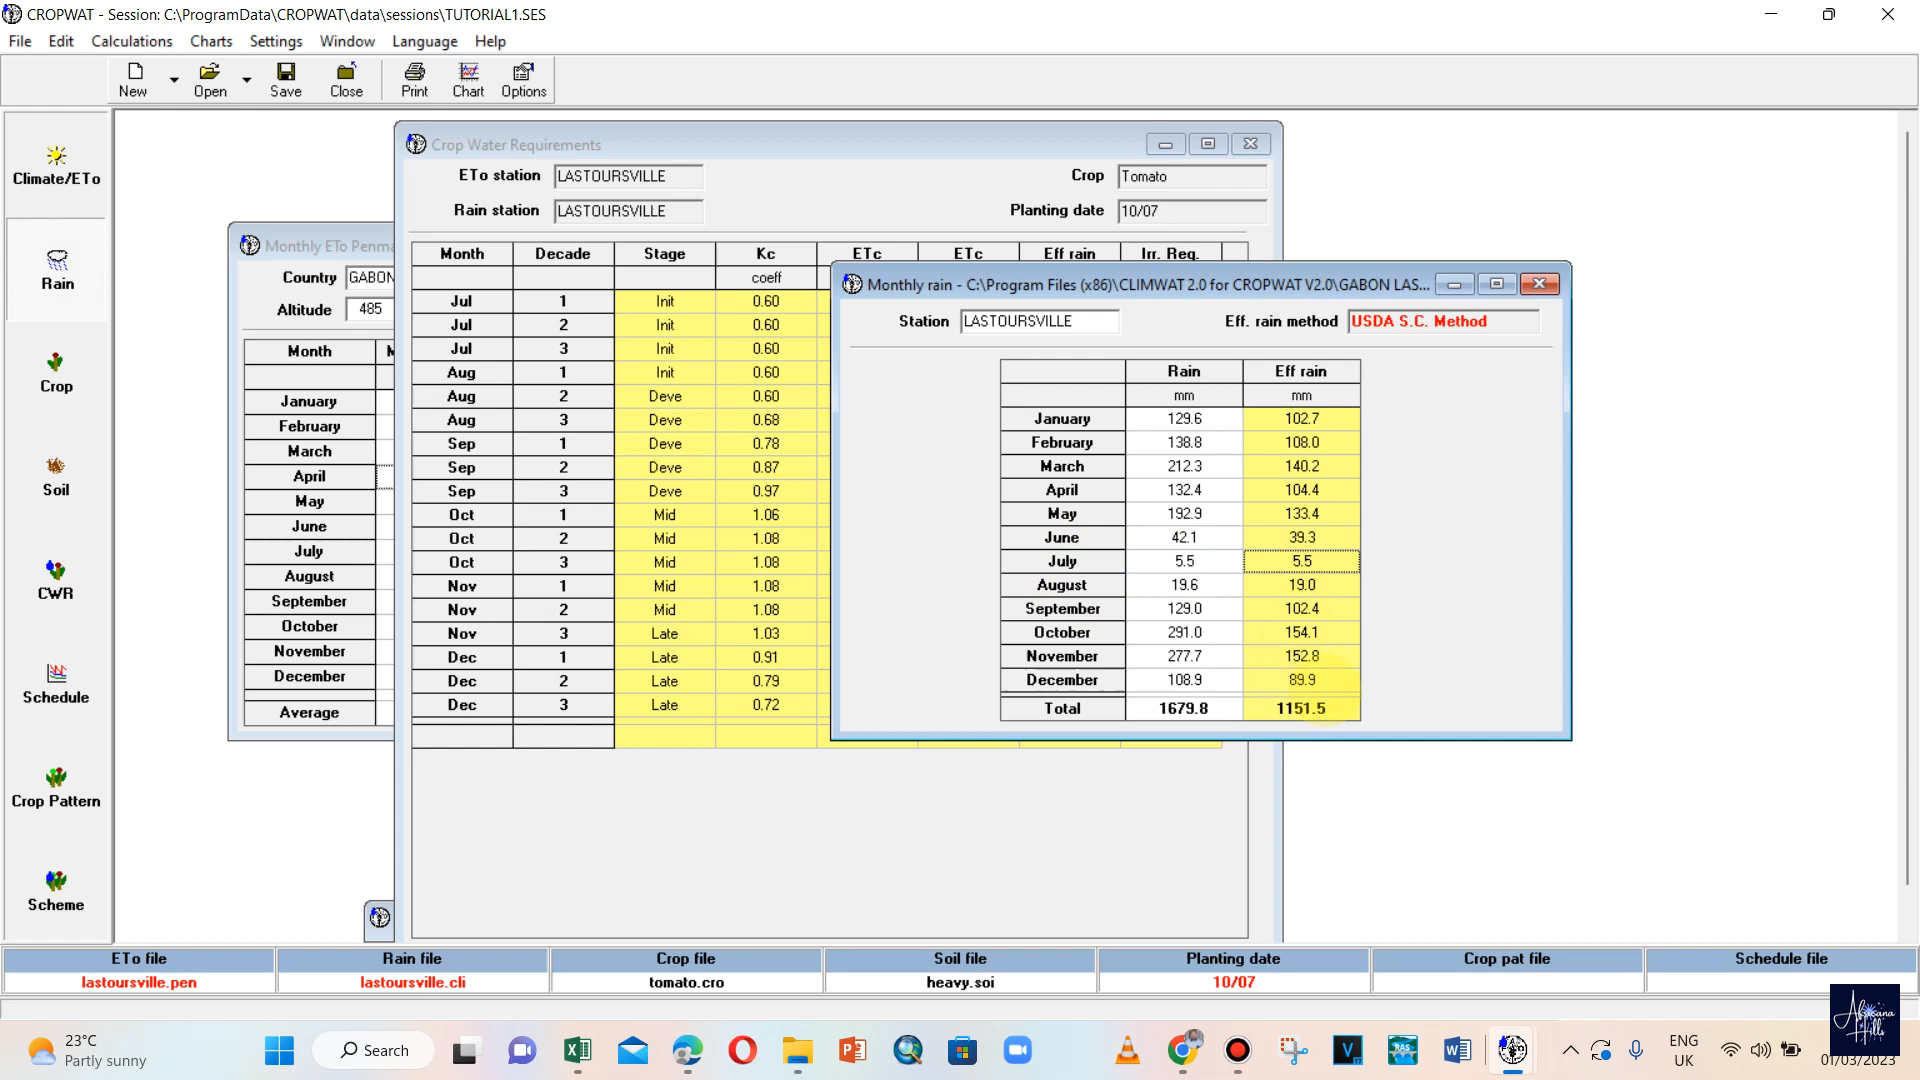 CROPWAT - Session: C:\ProgramData\CROPWAT\data\sessions\TUTORIAL1.SES
File Edit Calculations Charts Settings Window Language Help
New Open Save Close Print Chart Options
Climate/ETo
Rain
Crop
Soil
CWR
Schedule
Crop Pattern
Scheme
Monthly ETo Penma
Country GABON
Altitude 485
Month
January
February
March
April
May
June
July
August
September
October
November
December
Average
Crop Water Requirements
ETo station LASTOURSVILLE Crop Tomato
Rain station LASTOURSVILLE Planting date 10/07
Month Decade Stage Kc ETc ETc Eff rain Irr. Req.
coeff
Jul 1 Init 0.60
Jul 2 Init 0.60
Jul 3 Init 0.60
Aug 1 Init 0.60
Aug 2 Deve 0.60
Aug 3 Deve 0.68
Sep 1 Deve 0.78
Sep 2 Deve 0.87
Sep 3 Deve 0.97
Oct 1 Mid 1.06
Oct 2 Mid 1.08
Oct 3 Mid 1.08
Nov 1 Mid 1.08
Nov 2 Mid 1.08
Nov 3 Late 1.03
Dec 1 Late 0.91
Dec 2 Late 0.79
Dec 3 Late 0.72
Monthly rain - C:\Program Files (x86)\CLIMWAT 2.0 for CROPWAT V2.0\GABON LAS...
Station LASTOURSVILLE Eff. rain method USDA S.C. Method
Rain Eff rain
mm mm
January 129.6 102.7
February 138.8 108.0
March 212.3 140.2
April 132.4 104.4
May 192.9 133.4
June 42.1 39.3
July 5.5 5.5
August 19.6 19.0
September 129.0 102.4
October 291.0 154.1
November 277.7 152.8
December 108.9 89.9
Total 1679.8 1151.5
ETo file Rain file Crop file Soil file Planting date Crop pat file Schedule file
lastoursville.pen lastoursville.cli tomato.cro heavy.soi 10/07
23°C
Partly sunny
Search
ENG
UK
Africana
Hills
01/03/2023